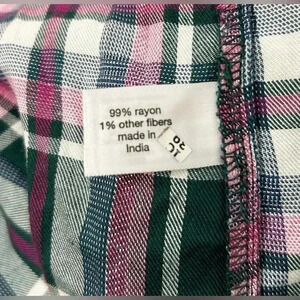 99% rayon
1% other fibers
made in
India